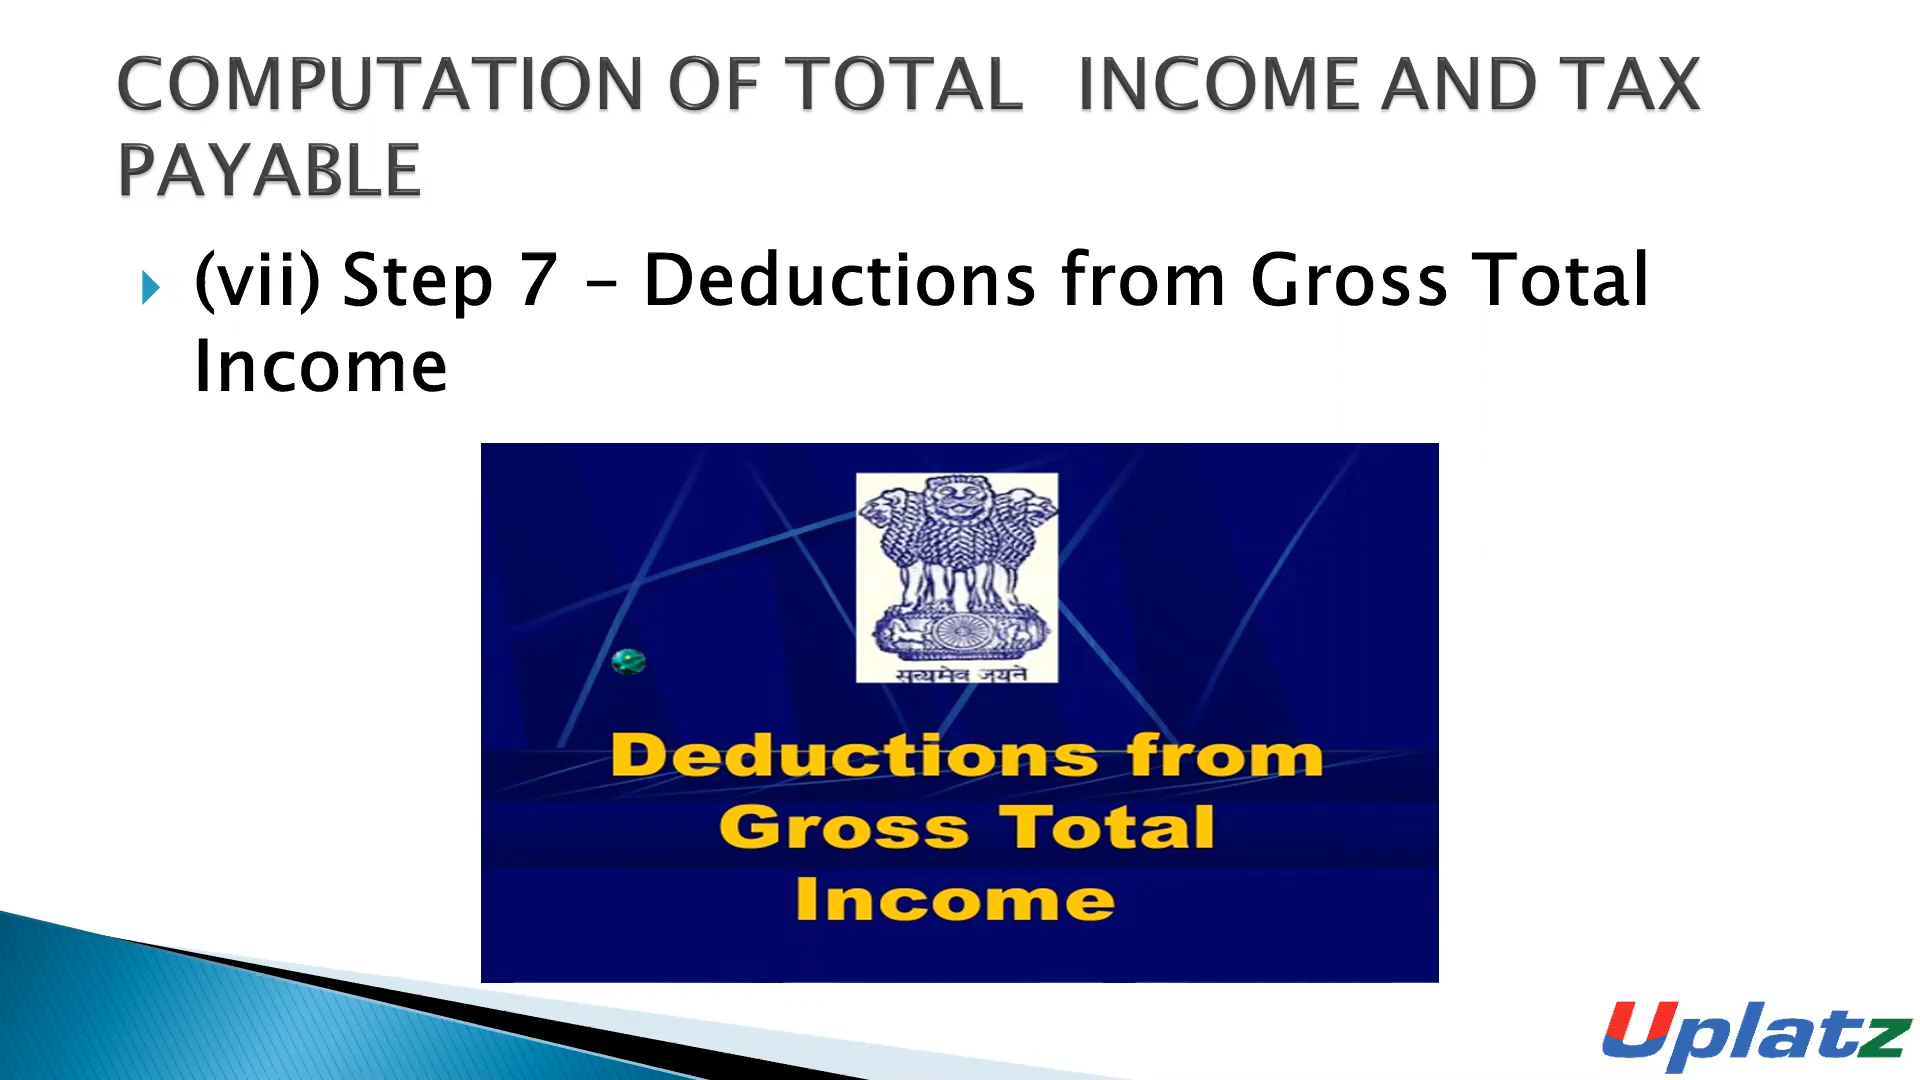 COMPUTATION OF TOTAL INCOME AND TAX
PAYABLE
(vii) Step 7 – Deductions from Gross Total
Income
सत्यमेव जयते
Deductions from
Gross Total
Income
Uplatz